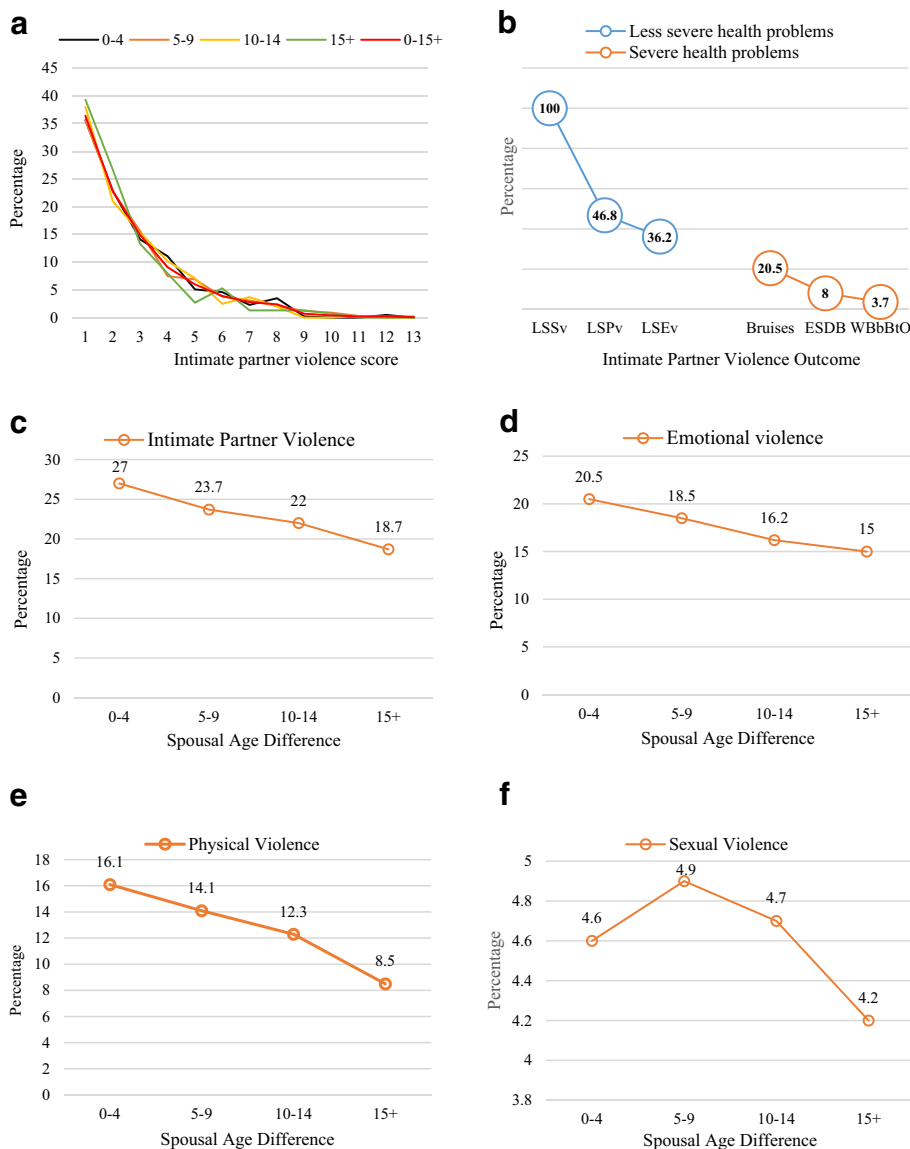 a
0-4 5-9 10-14 15+ 0-15+
45
40
35
30
25
20
15
10
5
0
Percentage
1 2 3 4 5 6 7 8 9 10 11 12 13
Intimate partner violence score
b
Less severe health problems
Severe health problems
Percentage
100
46.8
36.2
20.5
8
3.7
LSSv LSPv LSEv Bruises ESDB WBbBtO
Intimate Partner Violence Outcome
c
Intimate Partner Violence
30
25
20
15
10
5
0
Percentage
27
23.7
22
18.7
0-4 5-9 10-14 15+
Spousal Age Difference
d
Emotional violence
25
20
15
10
5
0
Percentage
20.5
18.5
16.2
15
0-4 5-9 10-14 15+
Spousal Age Difference
e
Physical Violence
18
16
14
12
10
8
6
4
2
0
Percentage
16.1
14.1
12.3
8.5
0-4 5-9 10-14 15+
Spousal Age Difference
f
Sexual Violence
5
4.8
4.6
4.4
4.2
4
3.8
Percentage
4.6
4.9
4.7
4.2
0-4 5-9 10-14 15+
Spousal Age Difference